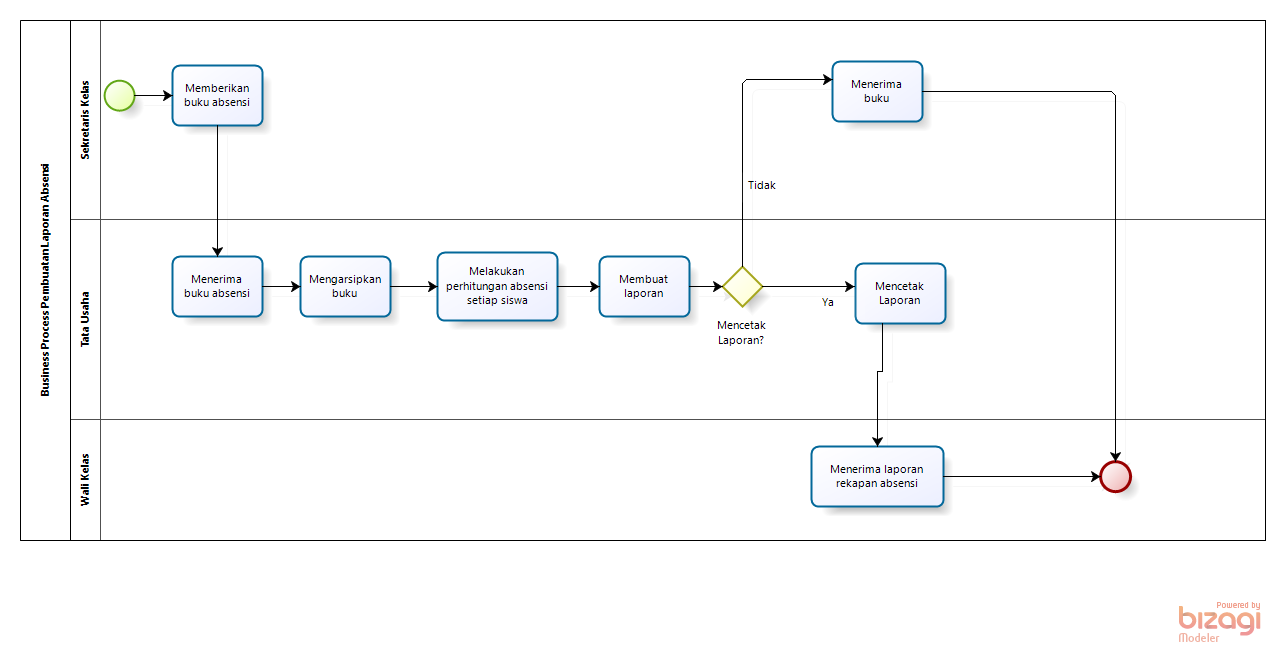 Business Process Pembuatan Laporan Absensi
Sekretaris Kelas
Memberikan
buku absensi
Menerima
buku
Tidak
Tata Usaha
Menerima
buku absensi
Mengarsipkan
buku
Melakukan
perhitungan absensi
setiap siswa
Membuat
laporan
Mencetak
Laporan?
Ya
Mencetak
Laporan
Wali Kelas
Menerima laporan
rekapan absensi
Powered by
bizagi
Modeler